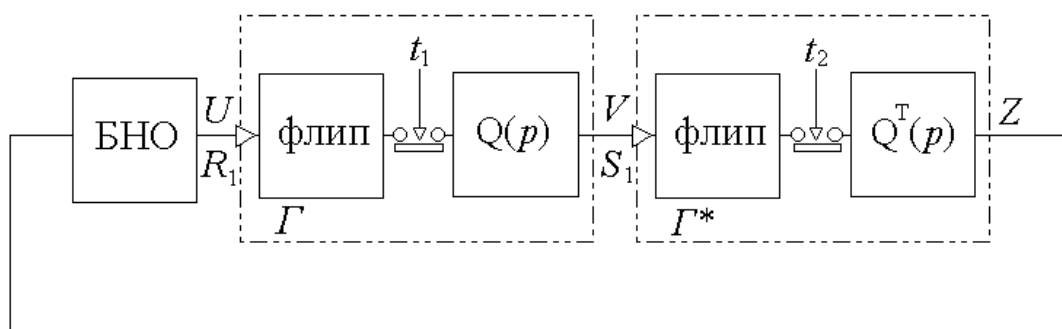 БНО
U
R₁
флип
t₁
Q(p)
Γ
V
S₁
флип
t₂
Qᵀ(p)
Γ*
Z